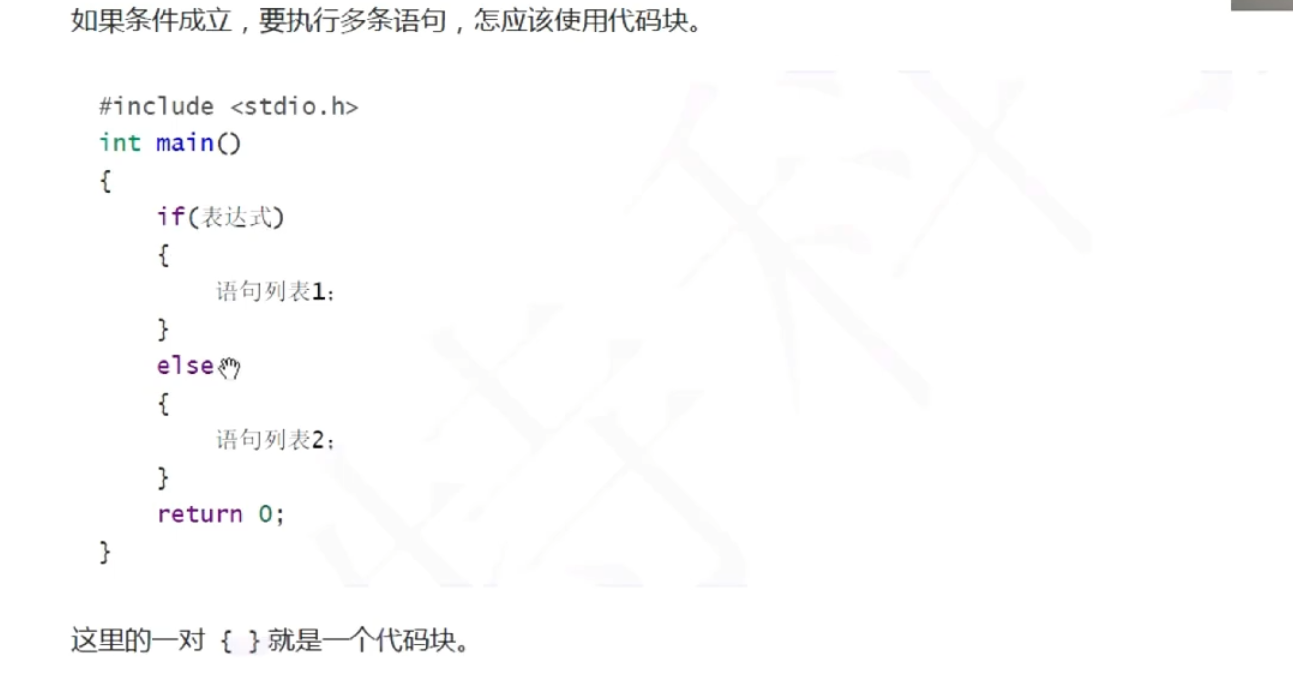 如果条件成立，要执行多条语句，怎应该使用代码块。
#include <stdio.h>
int main()
{
    if(表达式)
    {
        语句列表1；
    }
    else
    {
        语句列表2；
    }
    return 0;
}
这里的一对 { } 就是一个代码块。